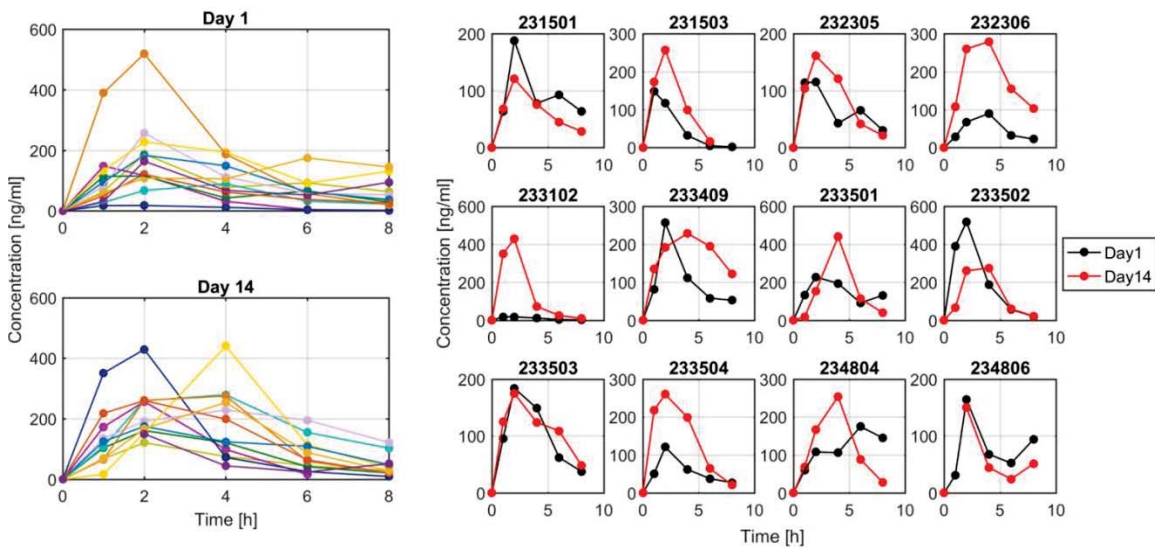 Day 1
600
400
200
0
0 2 4 6 8
Day 14
600
400
200
0
0 2 4 6 8
Time [h]
Concentration [ng/ml]
231501 231503 232305 232306
200 300 200 300
200 200
100 100 100 100
0 0 0 0
0 5 10 0 5 10 0 5 10 0 5 10
233102 233409 233501 233502
600 300 600 600
400 200 400 400
200 100 200 200
0 0 0 0
0 5 10 0 5 10 0 5 10 0 5 10
233503 233504 234804 234806
200 300 300 200
200 200
100 100 100 100
0 0 0 0
0 5 10 0 5 10 0 5 10 0 5 10
Time [h]
Concentration [ng/ml]
Day1
Day14